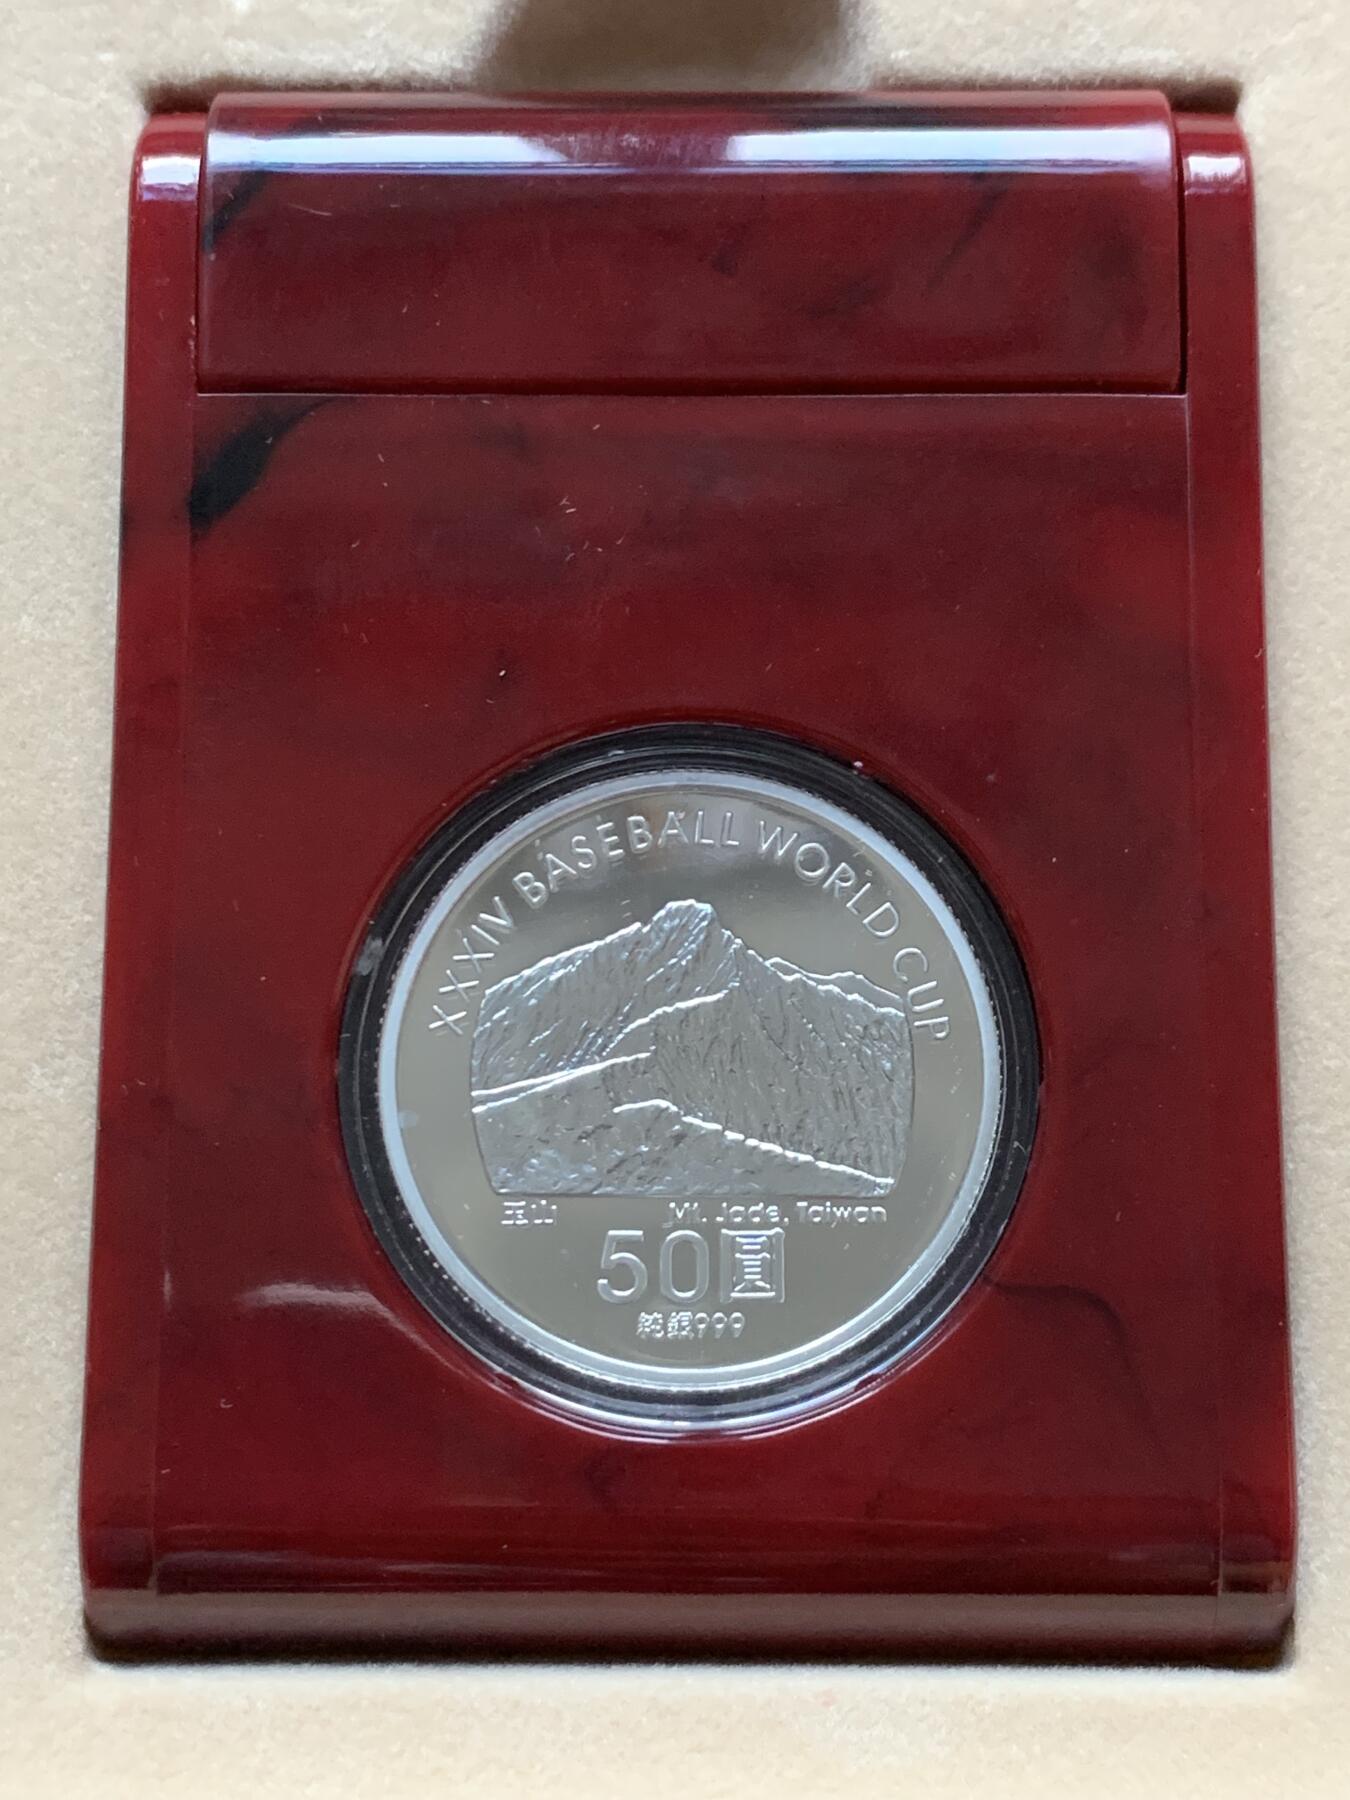 XXXIV BASEBALL WORLD CUP
玉山 Mt. Jade, Taiwan
50圓
純銀999